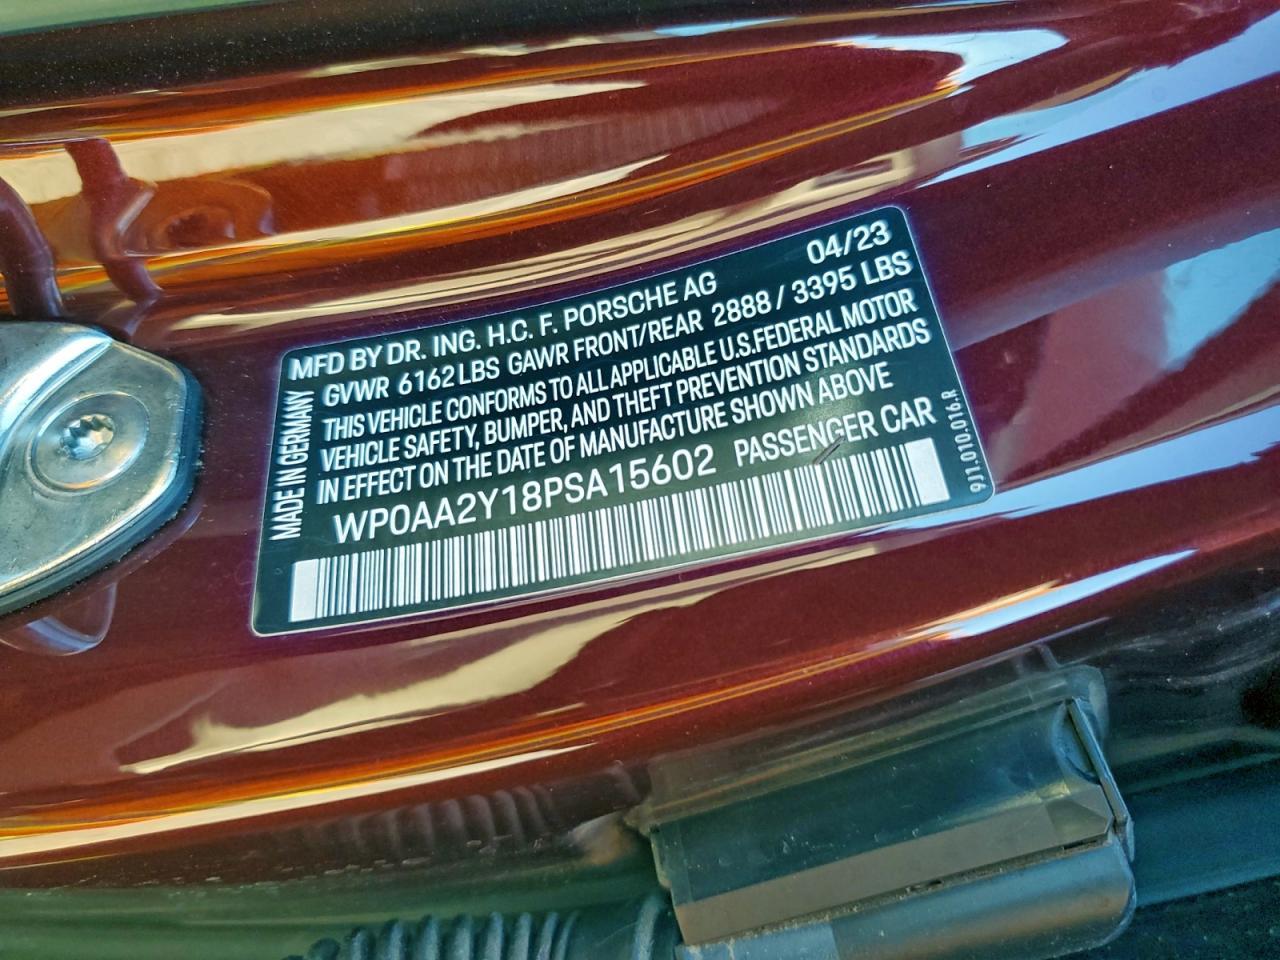 MFD BY DR. ING. H.C. F. PORSCHE AG 04/23
GVWR 6162 LBS GAWR FRONT/REAR 2888 / 3395 LBS
THIS VEHICLE CONFORMS TO ALL APPLICABLE U.S.FEDERAL MOTOR
VEHICLE SAFETY, BUMPER, AND THEFT PREVENTION STANDARDS
IN EFFECT ON THE DATE OF MANUFACTURE SHOWN ABOVE
WP0AA2Y18PSA15602 PASSENGER CAR
MADE IN GERMANY
9J1.010.016.R